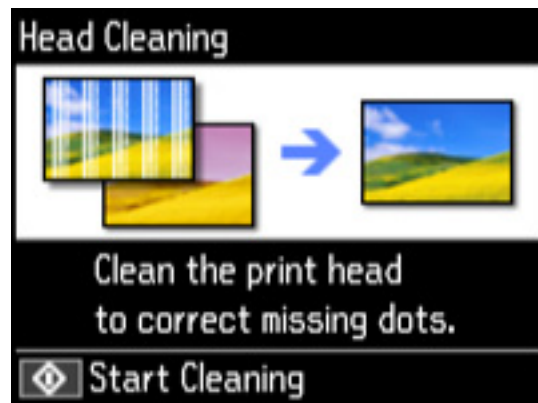 Head Cleaning
Clean the print head
to correct missing dots.
Start Cleaning